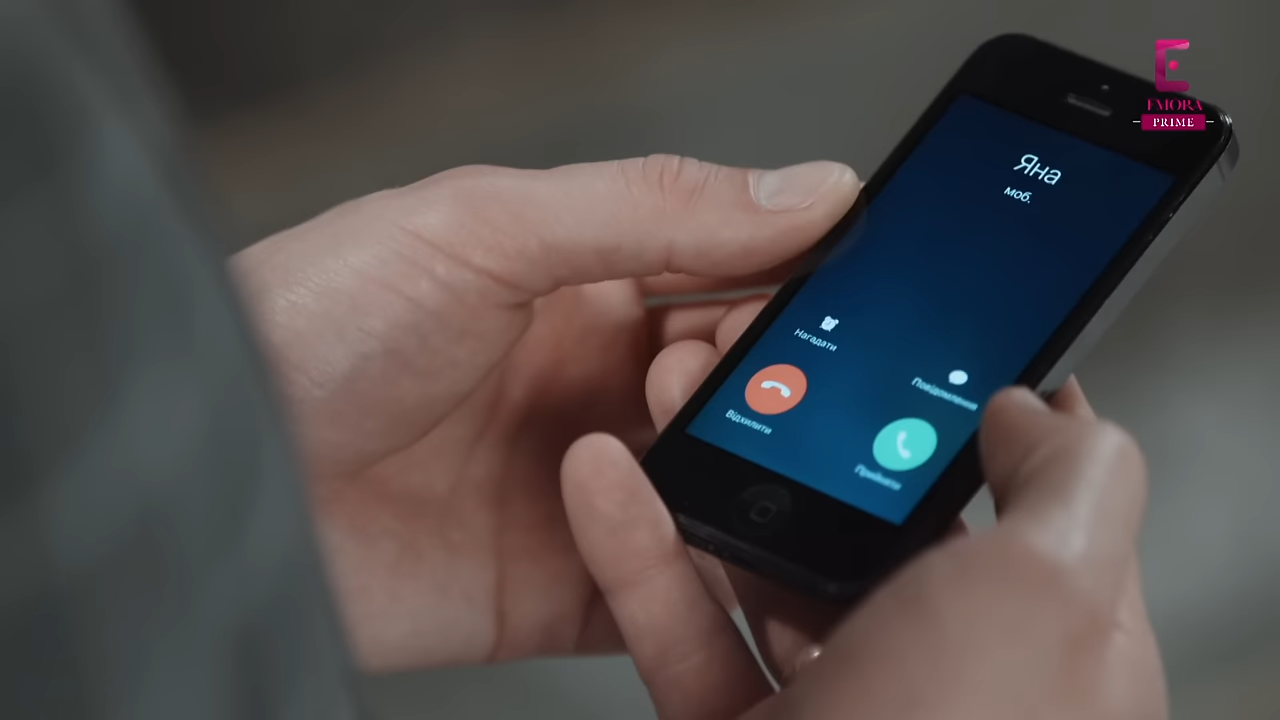 EMORA
PRIME
Яна
моб.
Нагадати
Повідомлення
Відхилити
Прийняти